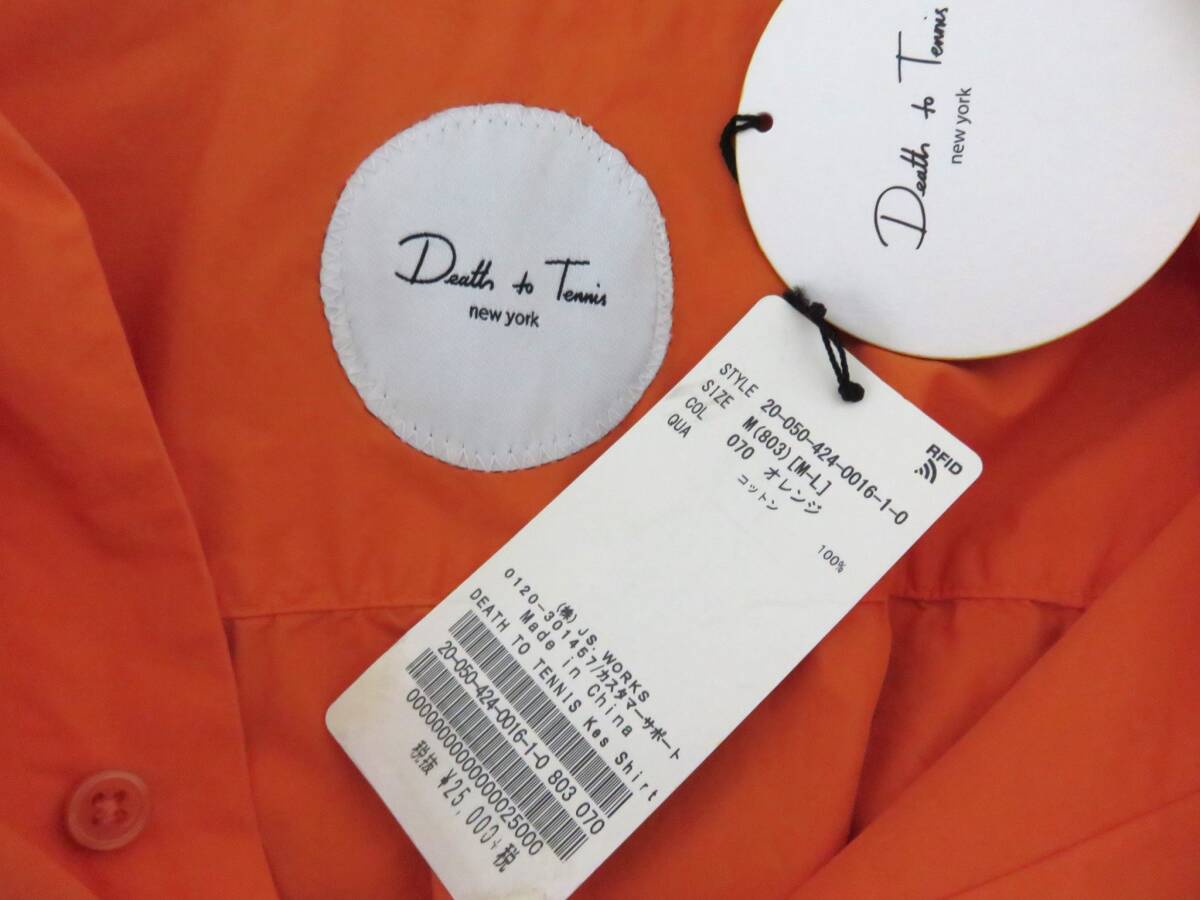 Death to Tennis
new york
Death to Tennis
new york
RFID
STYLE 20-050-424-0016-1-0
SIZE M(803)[M-L]
COL 070 オレンジ
QUA コットン 100%
(株)JS.WORKS
0120-301457/カスタマーサポート
Made in China
DEATH TO TENNIS Kes Shirt
20-050-424-0016-1-0 803 070
0000000000000025000
税抜 ¥25,000+税